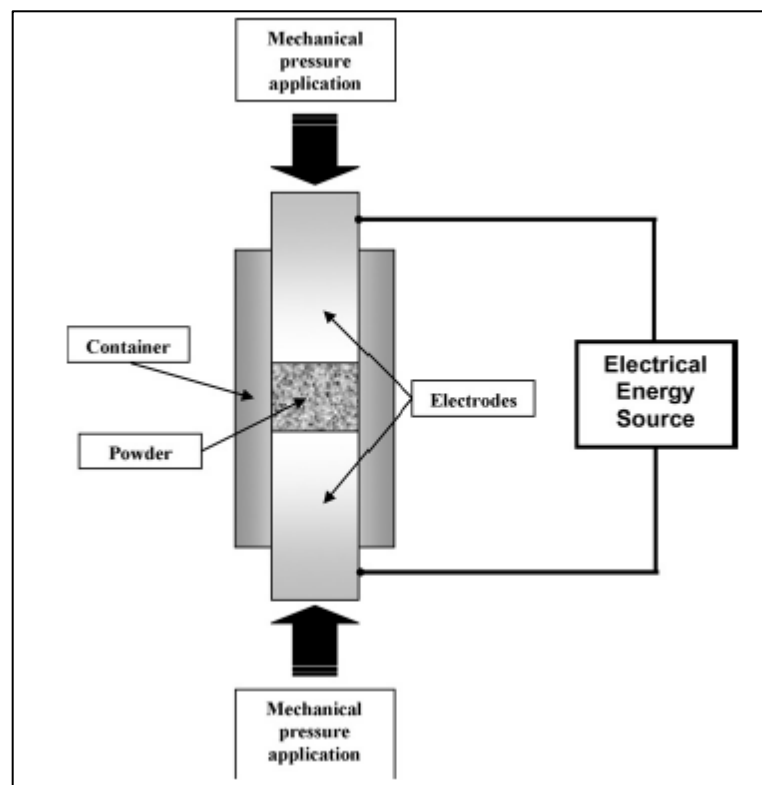 Mechanical
pressure
application
Container
Powder
Electrodes
Electrical
Energy
Source
Mechanical
pressure
application